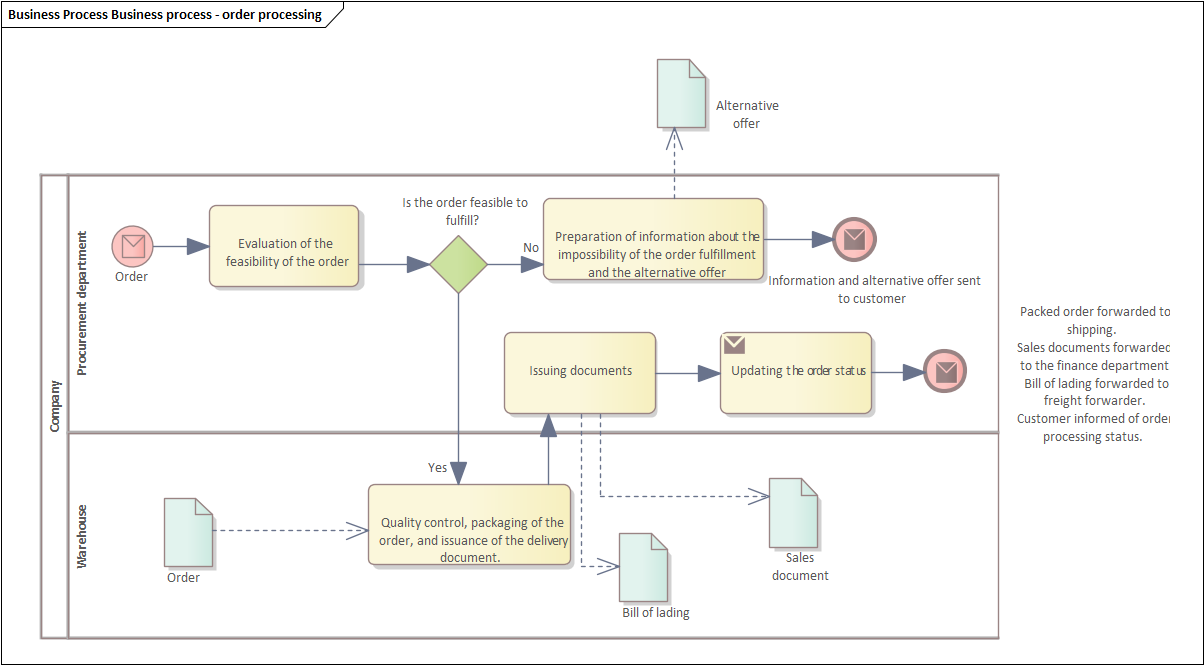 Business Process Business process - order processing
Alternative
offer
Company
Procurement department
Order
Evaluation of the
feasibility of the order
Is the order feasible to
fulfill?
No
Preparation of information about the
impossibility of the order fulfillment
and the alternative offer
Information and alternative offer sent
to customer
Issuing documents
Updating the order status
Packed order forwarded to
shipping.
Sales documents forwarded
to the finance department
Bill of lading forwarded to
freight forwarder.
Customer informed of order
processing status.
Warehouse
Yes
Order
Quality control, packaging of the
order, and issuance of the delivery
document.
Bill of lading
Sales
document